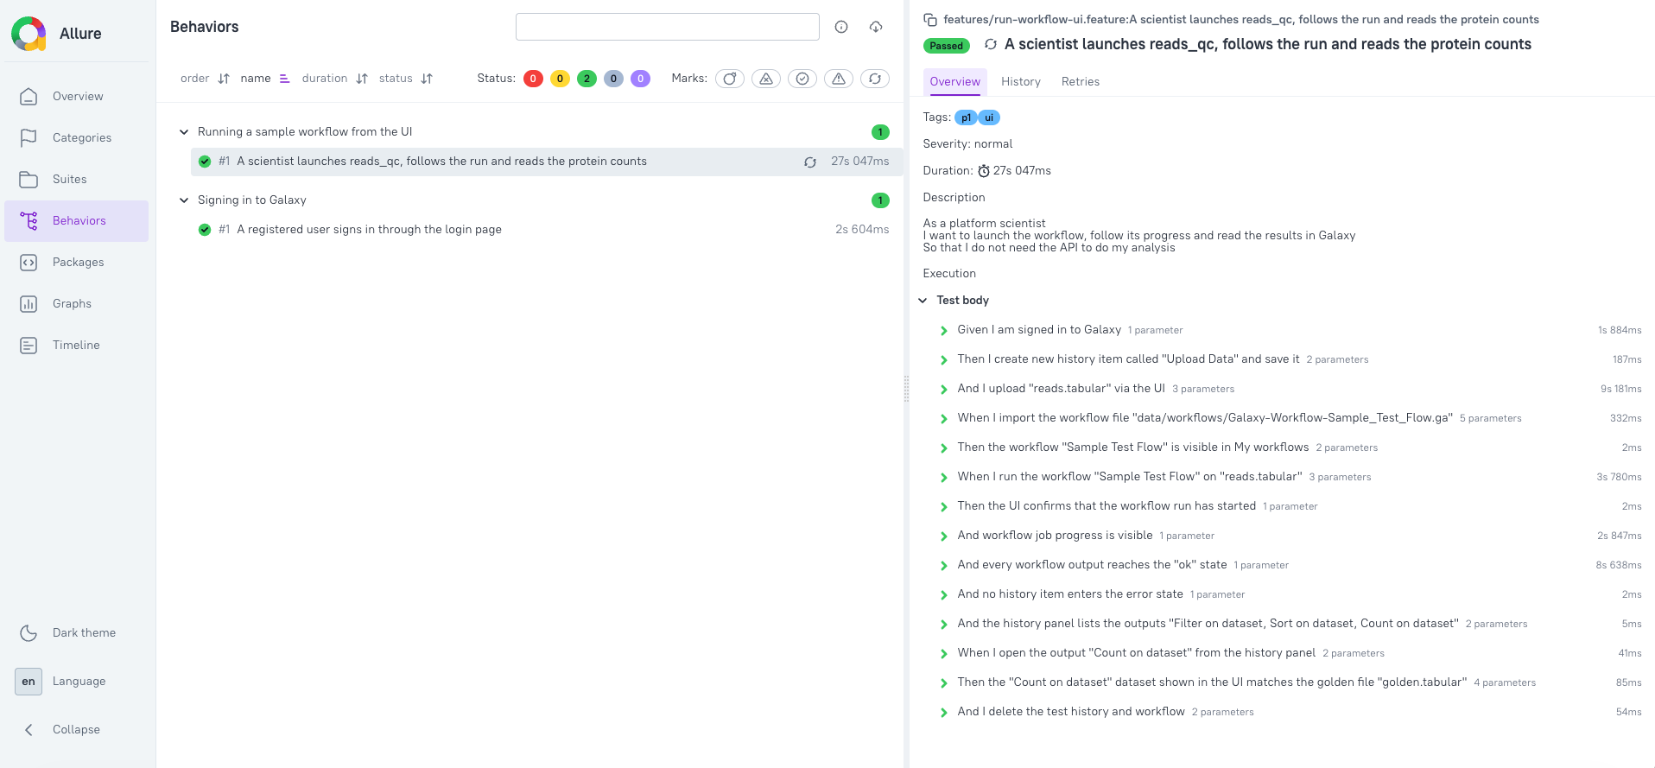 Allure
Overview
Categories
Suites
Behaviors
Packages
Graphs
Timeline
Dark theme
en Language
Collapse
Behaviors
order name duration status Status: 0 0 2 0 0 Marks:
Running a sample workflow from the UI 1
#1 A scientist launches reads_qc, follows the run and reads the protein counts 27s 047ms
Signing in to Galaxy 1
#1 A registered user signs in through the login page 2s 604ms
features/run-workflow-ui.feature:A scientist launches reads_qc, follows the run and reads the protein counts
Passed A scientist launches reads_qc, follows the run and reads the protein counts
Overview History Retries
Tags: p1 ui
Severity: normal
Duration: 27s 047ms
Description
As a platform scientist
I want to launch the workflow, follow its progress and read the results in Galaxy
So that I do not need the API to do my analysis
Execution
Test body
Given I am signed in to Galaxy 1 parameter 1s 884ms
Then I create new history item called "Upload Data" and save it 2 parameters 187ms
And I upload "reads.tabular" via the UI 3 parameters 9s 181ms
When I import the workflow file "data/workflows/Galaxy-Workflow-Sample_Test_Flow.ga" 5 parameters 332ms
Then the workflow "Sample Test Flow" is visible in My workflows 2 parameters 2ms
When I run the workflow "Sample Test Flow" on "reads.tabular" 3 parameters 3s 780ms
Then the UI confirms that the workflow run has started 1 parameter 2ms
And workflow job progress is visible 1 parameter 2s 847ms
And every workflow output reaches the "ok" state 1 parameter 8s 638ms
And no history item enters the error state 1 parameter 2ms
And the history panel lists the outputs "Filter on dataset, Sort on dataset, Count on dataset" 2 parameters 5ms
When I open the output "Count on dataset" from the history panel 2 parameters 41ms
Then the "Count on dataset" dataset shown in the UI matches the golden file "golden.tabular" 4 parameters 85ms
And I delete the test history and workflow 2 parameters 54ms